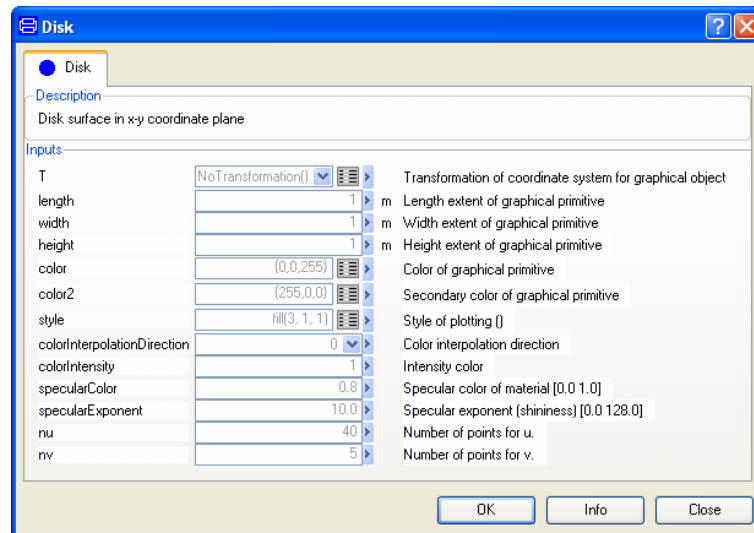 Disk
Disk
Description
Disk surface in x-y coordinate plane
Inputs
T NoTransformation() Transformation of coordinate system for graphical object
length 1 m Length extent of graphical primitive
width 1 m Width extent of graphical primitive
height 1 m Height extent of graphical primitive
color {0,0,255} Color of graphical primitive
color2 {255,0,0} Secondary color of graphical primitive
style fill(3, 1, 1) Style of plotting ()
colorInterpolationDirection 0 Color interpolation direction
colorIntensity 1 Intensity color
specularColor 0.8 Specular color of material [0.0 1.0]
specularExponent 10.0 Specular exponent (shininess) [0.0 128.0]
nu 40 Number of points for u.
nv 5 Number of points for v.
OK Info Close